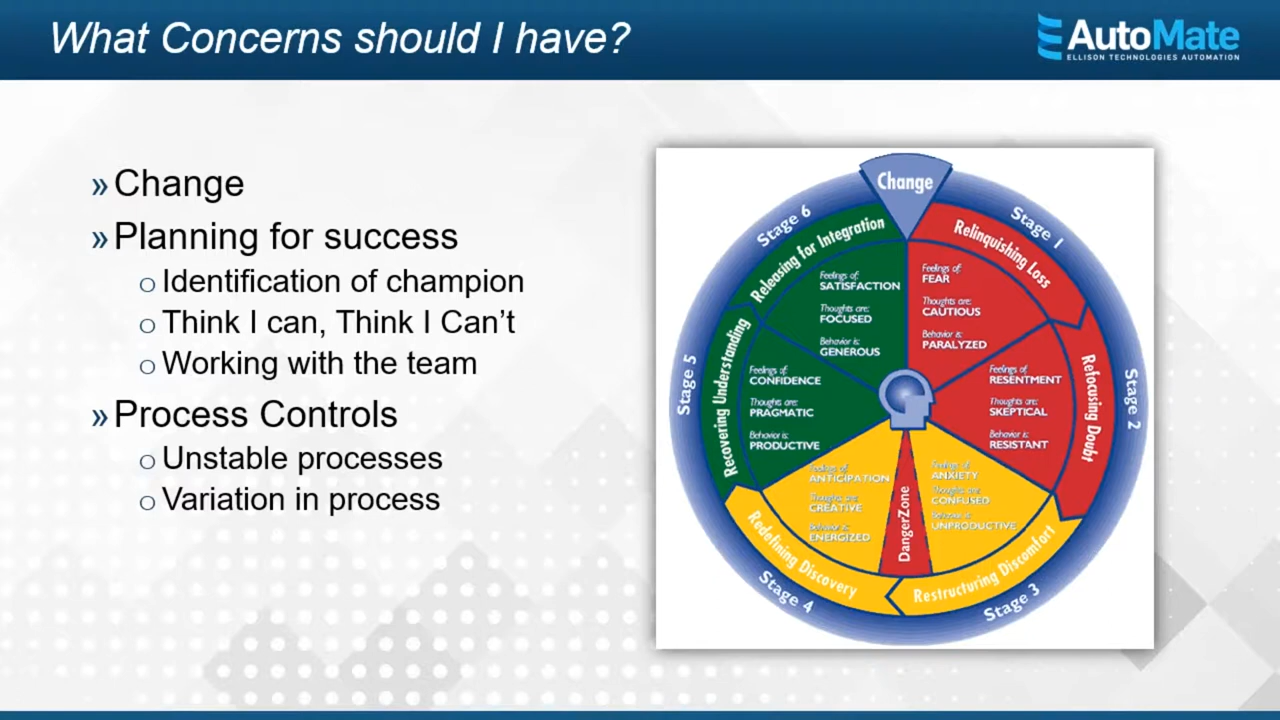 What Concerns should I have?
AutoMate
ELLISON TECHNOLOGIES AUTOMATION
» Change
» Planning for success
o Identification of champion
o Think I can, Think I Can't
o Working with the team
» Process Controls
o Unstable processes
o Variation in process
Change
Stage 1
Relinquishing Loss
Feelings of:
FEAR
Thoughts are:
CAUTIOUS
Behavior is:
PARALYZED
Stage 2
Refocusing Doubt
Feelings of:
RESENTMENT
Thoughts are:
SKEPTICAL
Behavior is:
RESISTANT
Stage 3
Restructuring Discomfort
Feelings of:
ANXIETY
Thoughts are:
CONFUSED
Behavior is:
UNPRODUCTIVE
DangerZone
Stage 4
Redefining Discovery
Feelings of:
ANTICIPATION
Thoughts are:
CREATIVE
Behavior is:
ENERGIZED
Stage 5
Recovering Understanding
Feelings of:
CONFIDENCE
Thoughts are:
PRAGMATIC
Behavior is:
PRODUCTIVE
Stage 6
Releasing for Integration
Feelings of:
SATISFACTION
Thoughts are:
FOCUSED
Behavior is:
GENEROUS